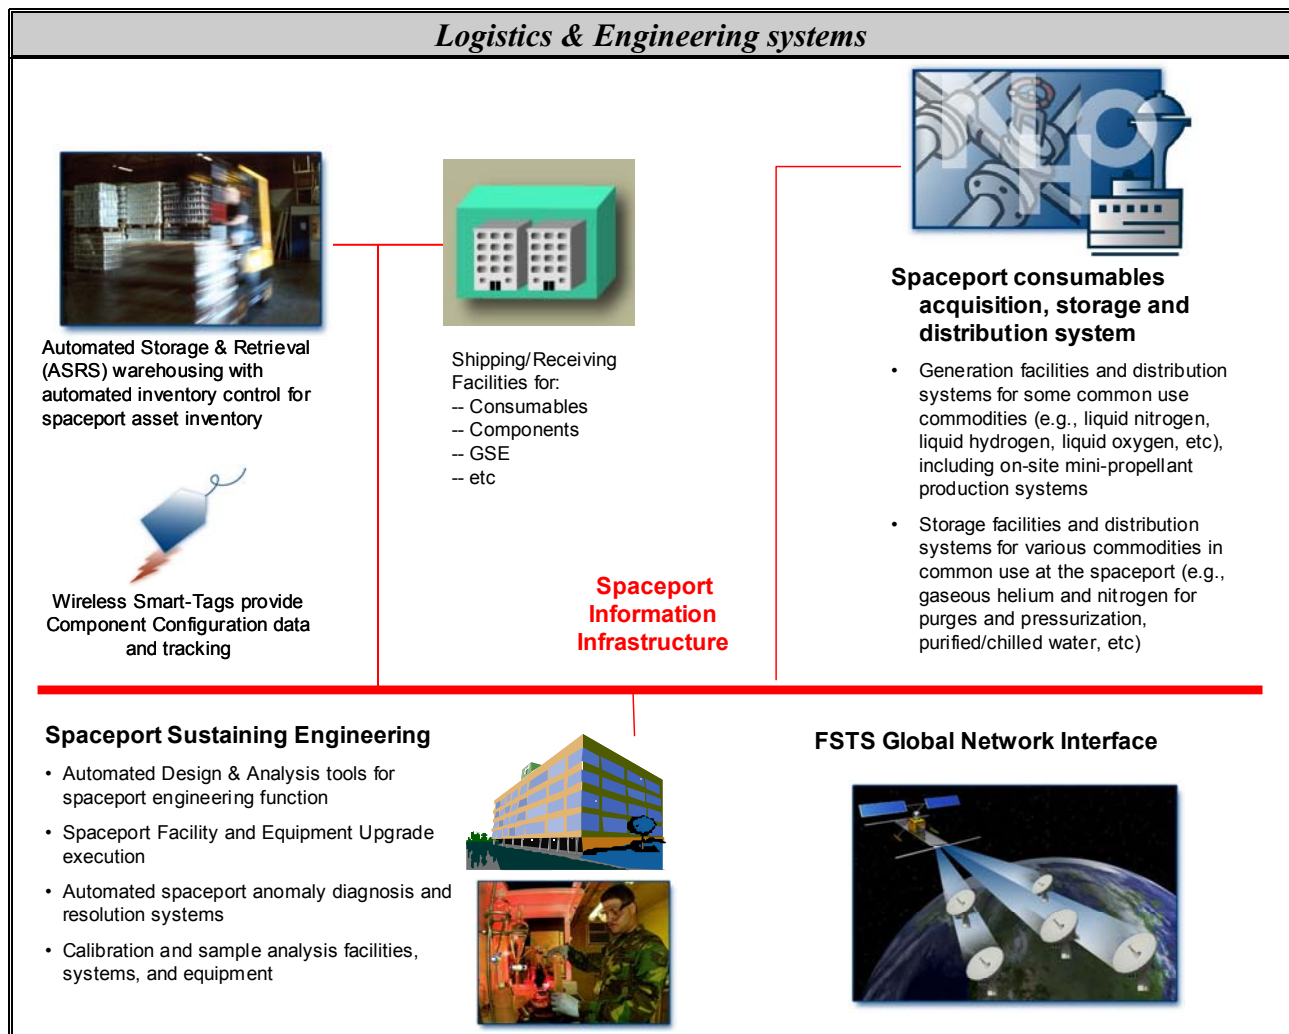 Logistics & Engineering systems
NHO
H
Automated Storage & Retrieval
(ASRS) warehousing with
automated inventory control for
spaceport asset inventory
Wireless Smart-Tags provide
Component Configuration data
and tracking
Shipping/Receiving
Facilities for:
-- Consumables
-- Components
-- GSE
-- etc
Spaceport consumables
acquisition, storage and
distribution system
• Generation facilities and distribution
systems for some common use
commodities (e.g., liquid nitrogen,
liquid hydrogen, liquid oxygen, etc),
including on-site mini-propellant
production systems
• Storage facilities and distribution
systems for various commodities in
common use at the spaceport (e.g.,
gaseous helium and nitrogen for
purges and pressurization,
purified/chilled water, etc)
Spaceport
Information
Infrastructure
Spaceport Sustaining Engineering
• Automated Design & Analysis tools for
spaceport engineering function
• Spaceport Facility and Equipment Upgrade
execution
• Automated spaceport anomaly diagnosis and
resolution systems
• Calibration and sample analysis facilities,
systems, and equipment
FSTS Global Network Interface